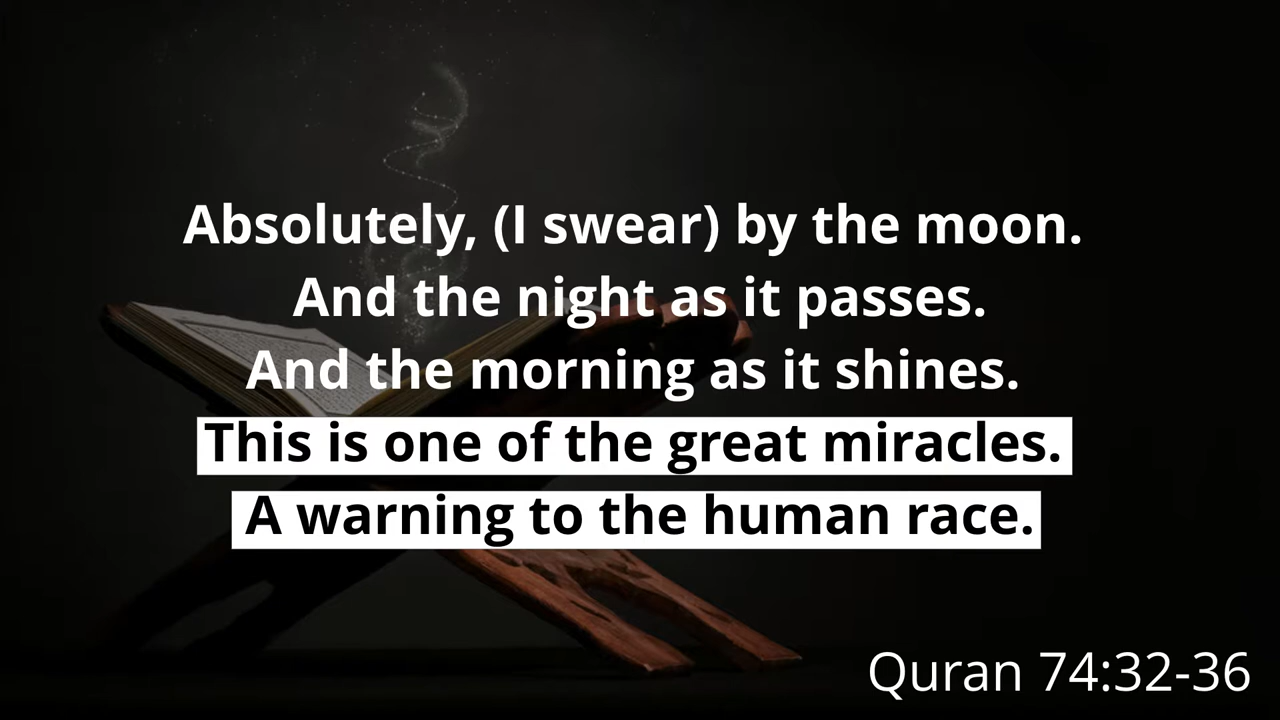 Absolutely, (I swear) by the moon.
And the night as it passes.
And the morning as it shines.
This is one of the great miracles.
A warning to the human race.
Quran 74:32-36